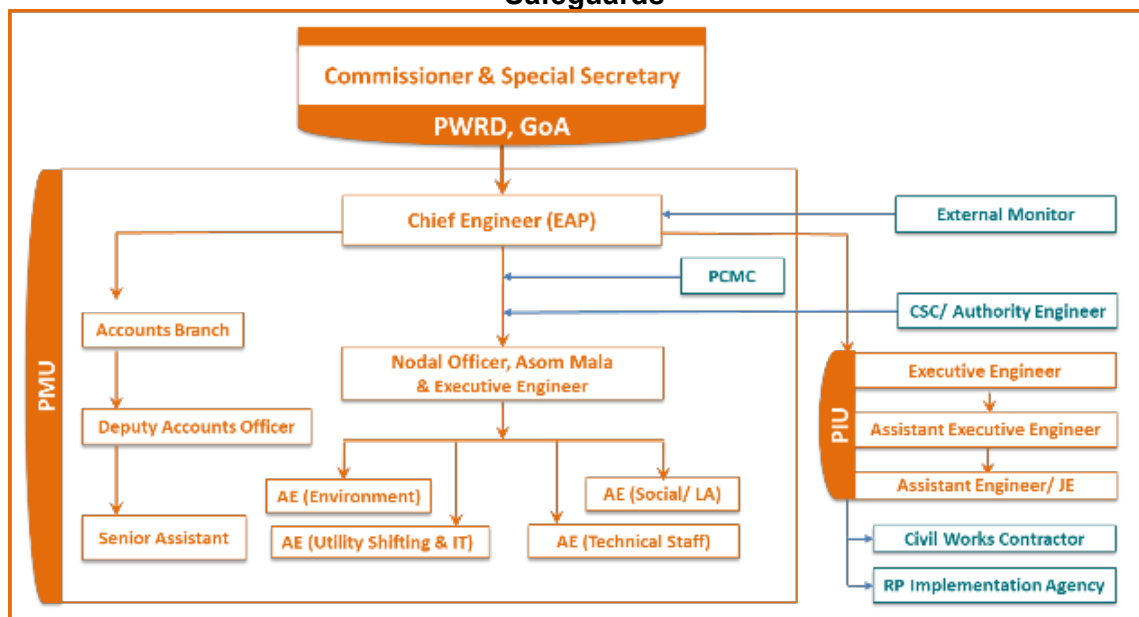 Safeguards
Commissioner & Special Secretary
PWRD, GoA
PMU
Chief Engineer (EAP)
External Monitor
PCMC
CSC/ Authority Engineer
Accounts Branch
Nodal Officer, Asom Mala
& Executive Engineer
Deputy Accounts Officer
Senior Assistant
AE (Environment)
AE (Social/ LA)
AE (Utility Shifting & IT)
AE (Technical Staff)
PIU
Executive Engineer
Assistant Executive Engineer
Assistant Engineer/ JE
Civil Works Contractor
RP Implementation Agency